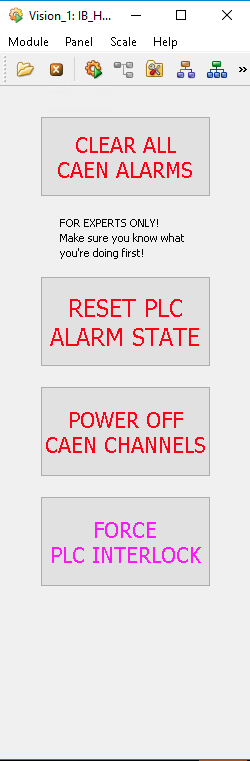 Vision_1: IB_H...
Module Panel Scale Help
»
CLEAR ALL
CAEN ALARMS
FOR EXPERTS ONLY!
Make sure you know what
you're doing first!
RESET PLC
ALARM STATE
POWER OFF
CAEN CHANNELS
FORCE
PLC INTERLOCK